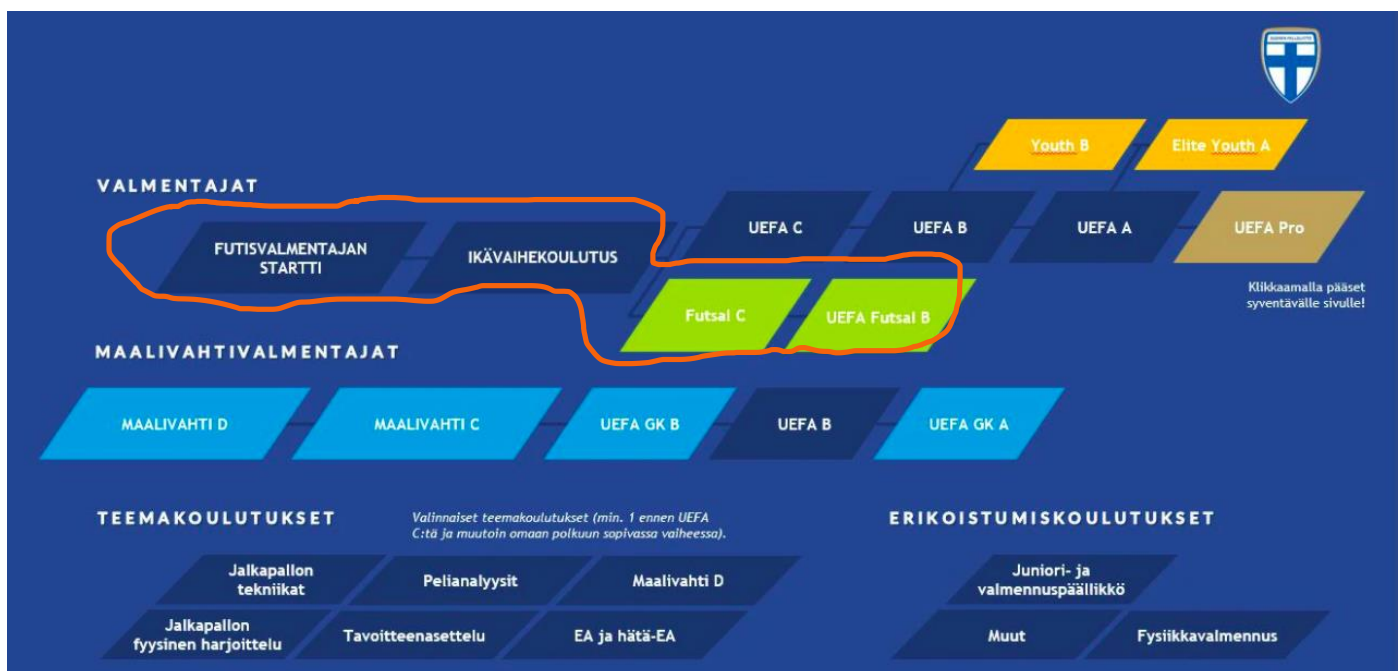 VALMENTAJAT
FUTISVALMENTAJAN
STARTTI
IKÄVAIHEKOULUTUS
UEFA C
UEFA B
UEFA A
UEFA Pro
Youth B
Elite Youth A
Futsal C
UEFA Futsal B
Klikkaamalla pääset
syventävälle sivulle!
MAALIVAHTIVALMENTAJAT
MAALIVAHTI D
MAALIVAHTI C
UEFA GK B
UEFA B
UEFA GK A
TEEMAKOULUTUKSET
Valinnaiset teemakoulutukset (min. 1 ennen UEFA
C:tä ja muutoin omaan polkuun sopivassa vaiheessa).
Jalkapallon
tekniikat
Pelianalyysit
Maalivahti D
Jalkapallon
fyysinen harjoittelu
Tavoitteenasettelu
EA ja hätä-EA
ERIKOISTUMISKOULUTUKSET
Juniori- ja
valmennuspäällikkö
Muut
Fysiikkavalmennus